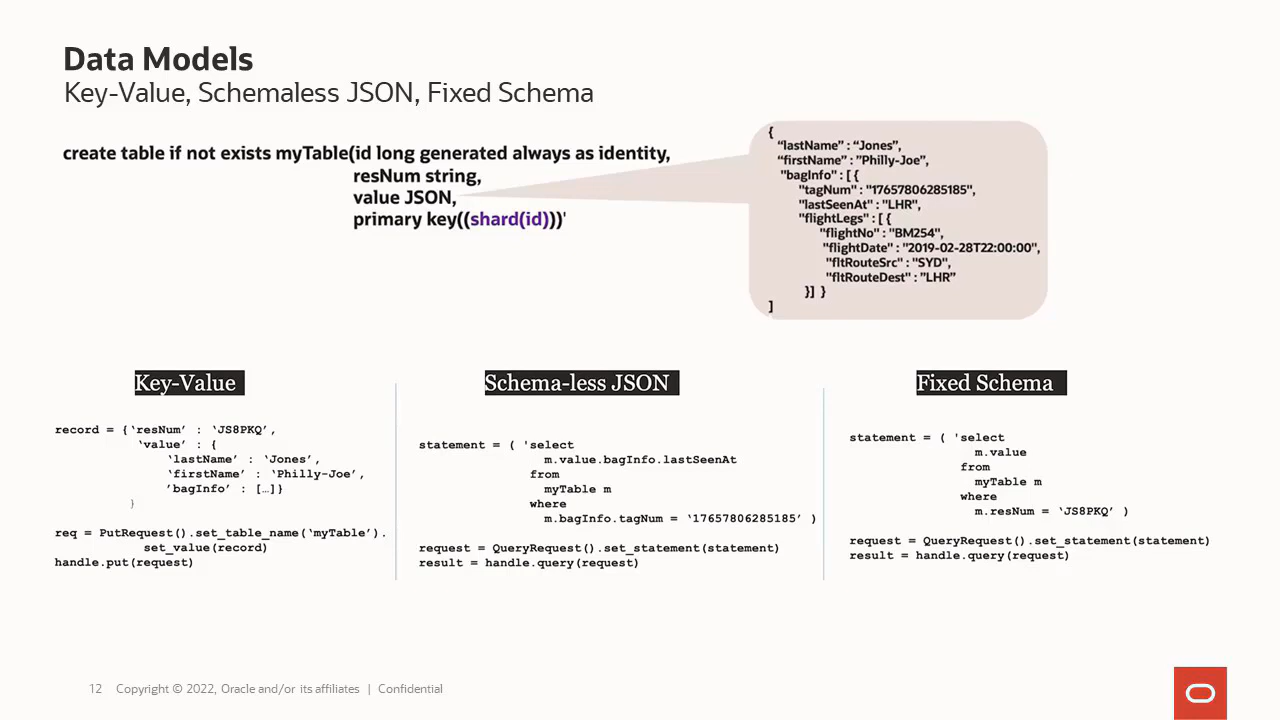 Data Models
Key-Value, Schemaless JSON, Fixed Schema
create table if not exists myTable(id long generated always as identity,
resNum string,
value JSON,
primary key((shard(id)))'
{
"lastName" : "Jones",
"firstName" : "Philly-Joe",
"bagInfo" : [ {
"tagNum" : "17657806285185",
"lastSeenAt" : "LHR",
"flightLegs" : [ {
"flightNo" : "BM254",
"flightDate" : "2019-02-28T22:00:00",
"fltRouteSrc" : "SYD",
"fltRouteDest" : "LHR"
}] }
]
Key-Value
record = {‘resNum’ : ‘JS8PKQ’,
‘value’ : {
‘lastName’ : ‘Jones’,
‘firstName’ : ‘Philly-Joe’,
’bagInfo’ : […]}
}
req = PutRequest().set_table_name(‘myTable’).
set_value(record)
handle.put(request)
Schema-less JSON
statement = ( 'select
m.value.bagInfo.lastSeenAt
from
myTable m
where
m.bagInfo.tagNum = ‘17657806285185’ )
request = QueryRequest().set_statement(statement)
result = handle.query(request)
Fixed Schema
statement = ( 'select
m.value
from
myTable m
where
m.resNum = ‘JS8PKQ’ )
request = QueryRequest().set_statement(statement)
result = handle.query(request)
12 Copyright © 2022, Oracle and/or its affiliates | Confidential